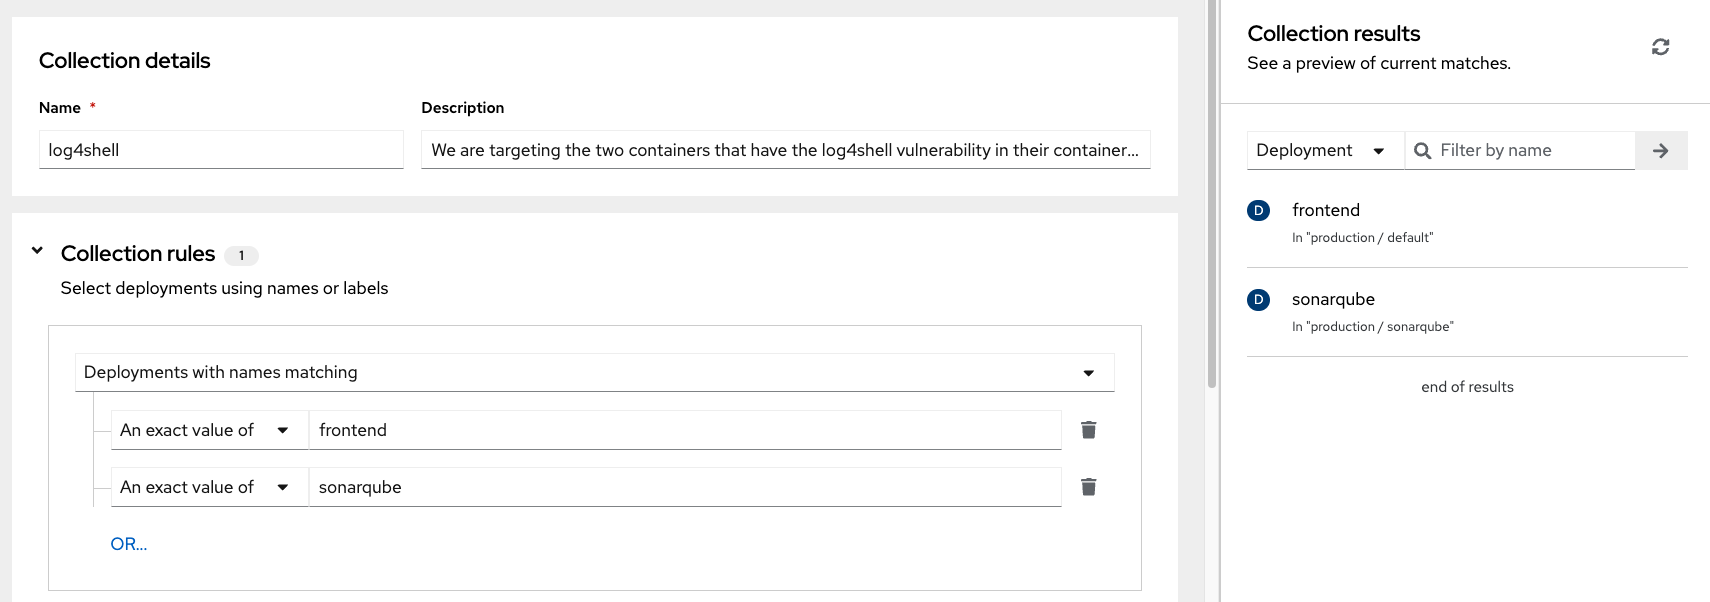 Collection details
Name *
Description
log4shell
We are targeting the two containers that have the log4shell vulnerability in their container...
Collection rules 1
Select deployments using names or labels
Deployments with names matching
An exact value of frontend
An exact value of sonarqube
OR...
Collection results
See a preview of current matches.
Deployment Filter by name
D frontend
In "production / default"
D sonarqube
In "production / sonarqube"
end of results